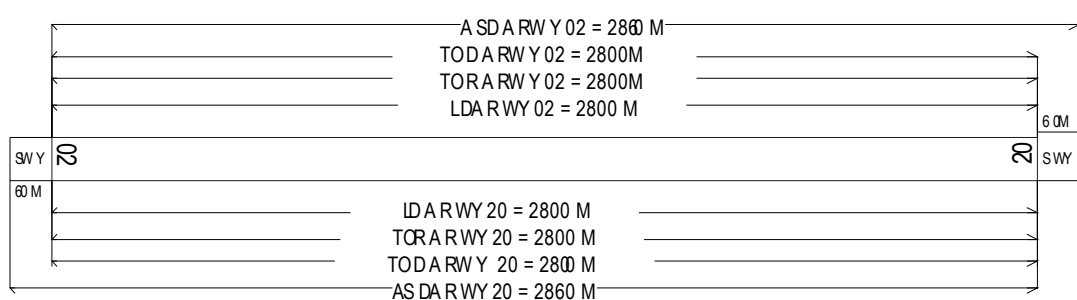 ASDA RWY 02 = 2860 M
TODA RWY 02 = 2800M
TORA RWY 02 = 2800M
LDA RWY 02 = 2800 M
60M
SWY 02 20 SWY
60 M
LDA RWY 20 = 2800 M
TORA RWY 20 = 2800 M
TODA RWY 20 = 2800 M
ASDA RWY 20 = 2860 M